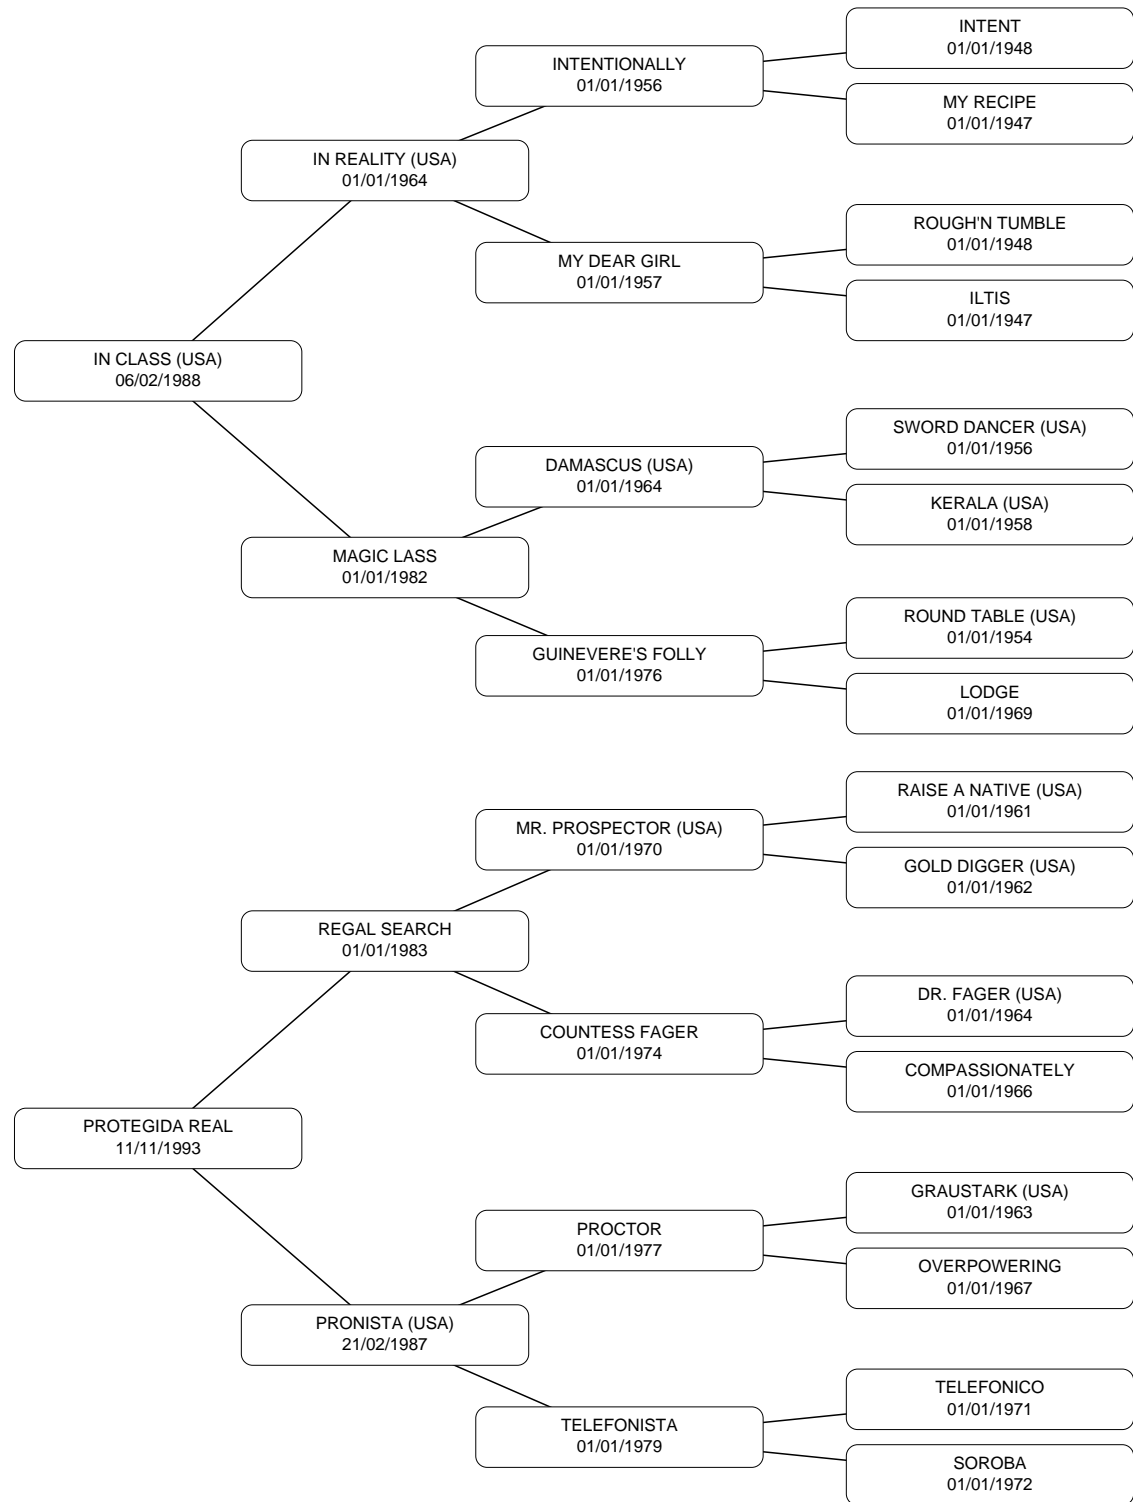 INTENT
01/01/1948
INTENTIONALLY
01/01/1956
MY RECIPE
01/01/1947
IN REALITY (USA)
01/01/1964
ROUGH'N TUMBLE
01/01/1948
MY DEAR GIRL
01/01/1957
ILTIS
01/01/1947
IN CLASS (USA)
06/02/1988
SWORD DANCER (USA)
01/01/1956
DAMASCUS (USA)
01/01/1964
KERALA (USA)
01/01/1958
MAGIC LASS
01/01/1982
ROUND TABLE (USA)
01/01/1954
GUINEVERE'S FOLLY
01/01/1976
LODGE
01/01/1969
RAISE A NATIVE (USA)
01/01/1961
MR. PROSPECTOR (USA)
01/01/1970
GOLD DIGGER (USA)
01/01/1962
REGAL SEARCH
01/01/1983
DR. FAGER (USA)
01/01/1964
COUNTESS FAGER
01/01/1974
COMPASSIONATELY
01/01/1966
PROTEGIDA REAL
11/11/1993
GRAUSTARK (USA)
01/01/1963
PROCTOR
01/01/1977
OVERPOWERING
01/01/1967
PRONISTA (USA)
21/02/1987
TELEFONICO
01/01/1971
TELEFONISTA
01/01/1979
SOROBA
01/01/1972